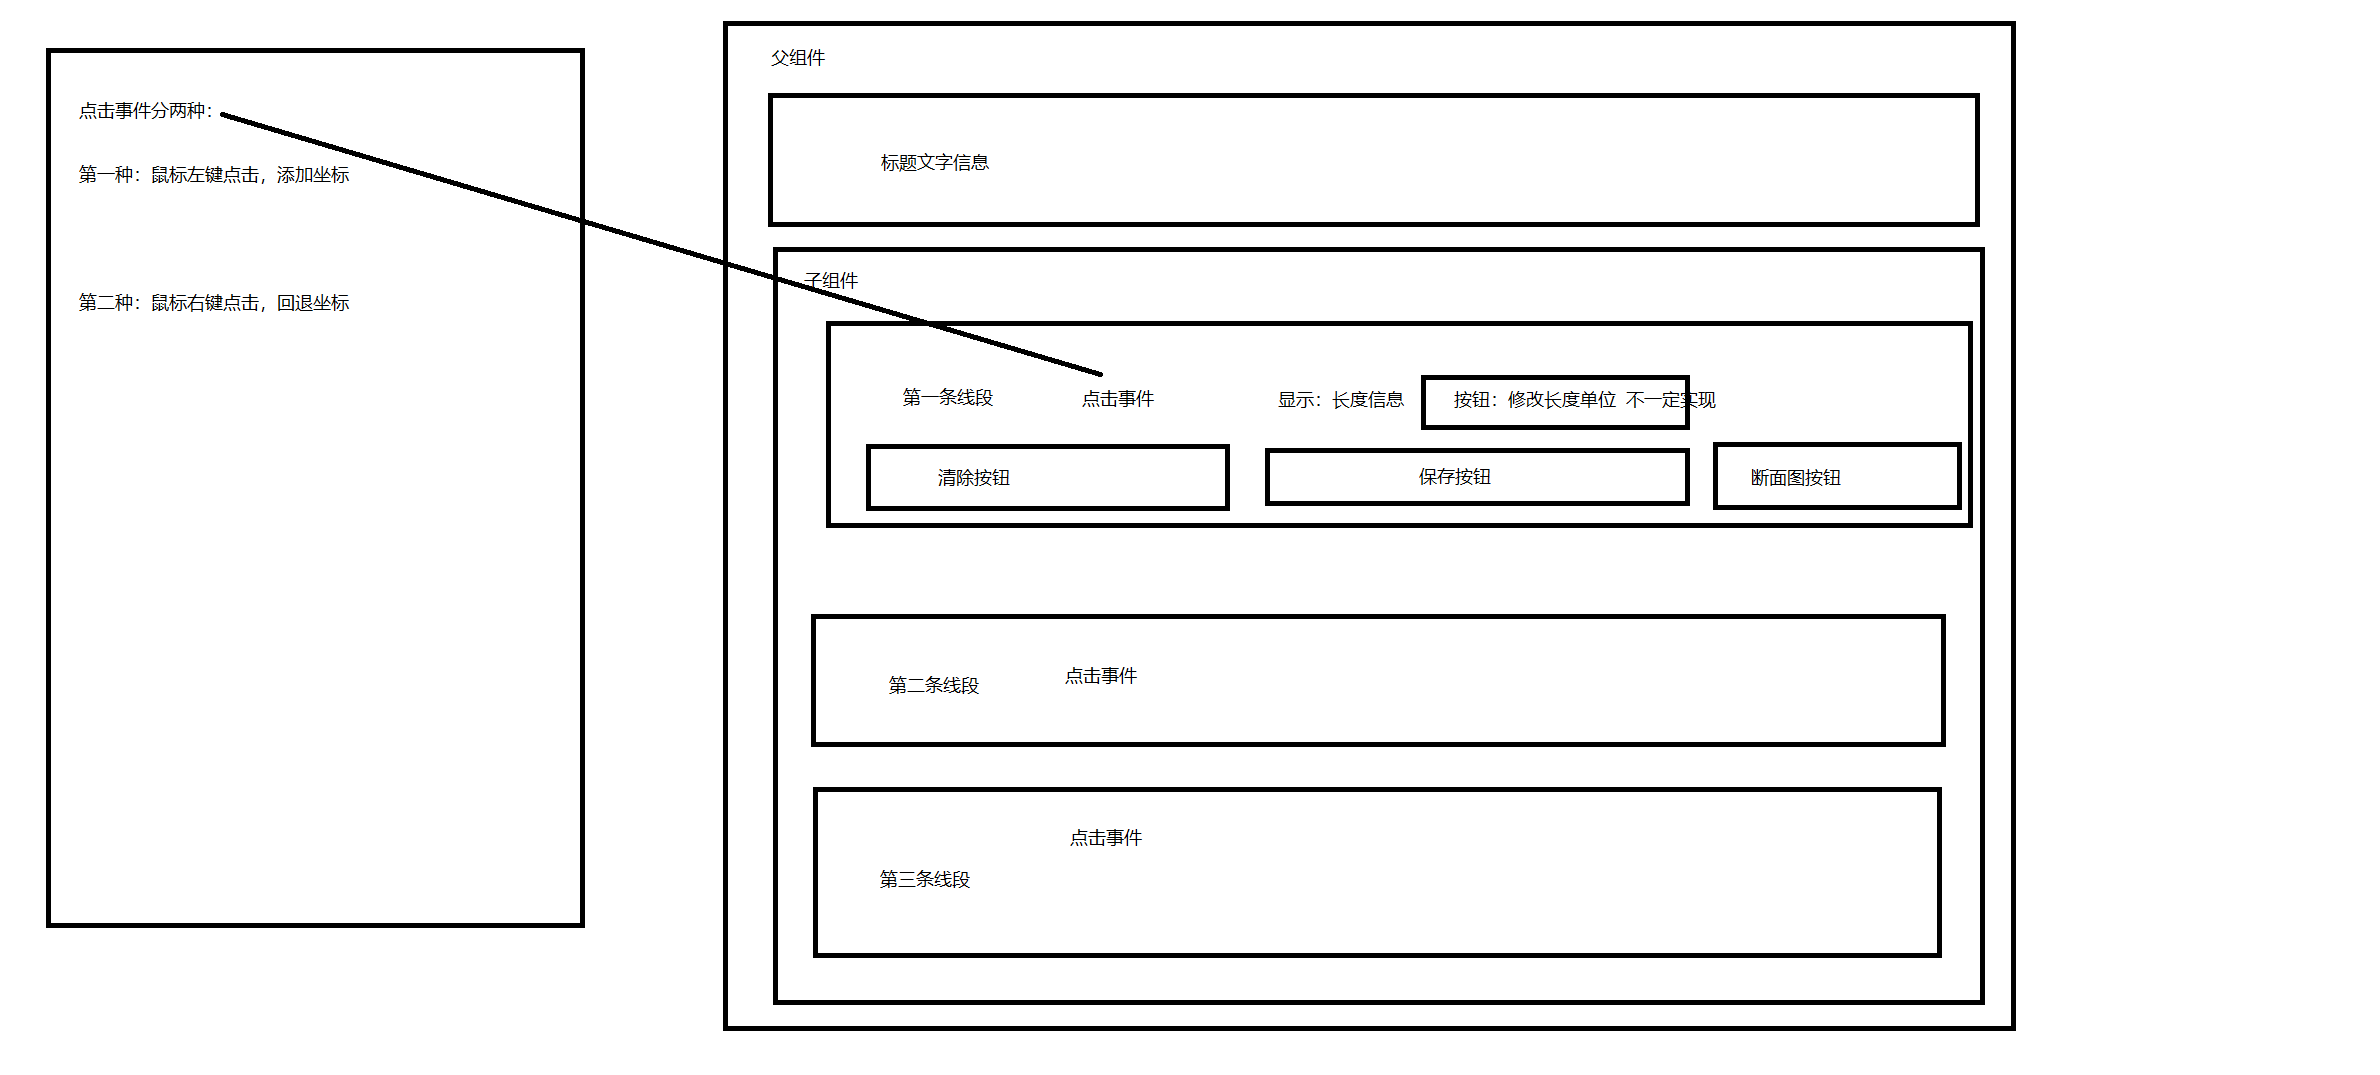 点击事件分两种：
第一种：鼠标左键点击，添加坐标
第二种：鼠标右键点击，回退坐标
父组件
标题文字信息
子组件
第一条线段
点击事件
显示：长度信息
按钮：修改长度单位 不一定实现
清除按钮
保存按钮
断面图按钮
第二条线段
点击事件
点击事件
第三条线段